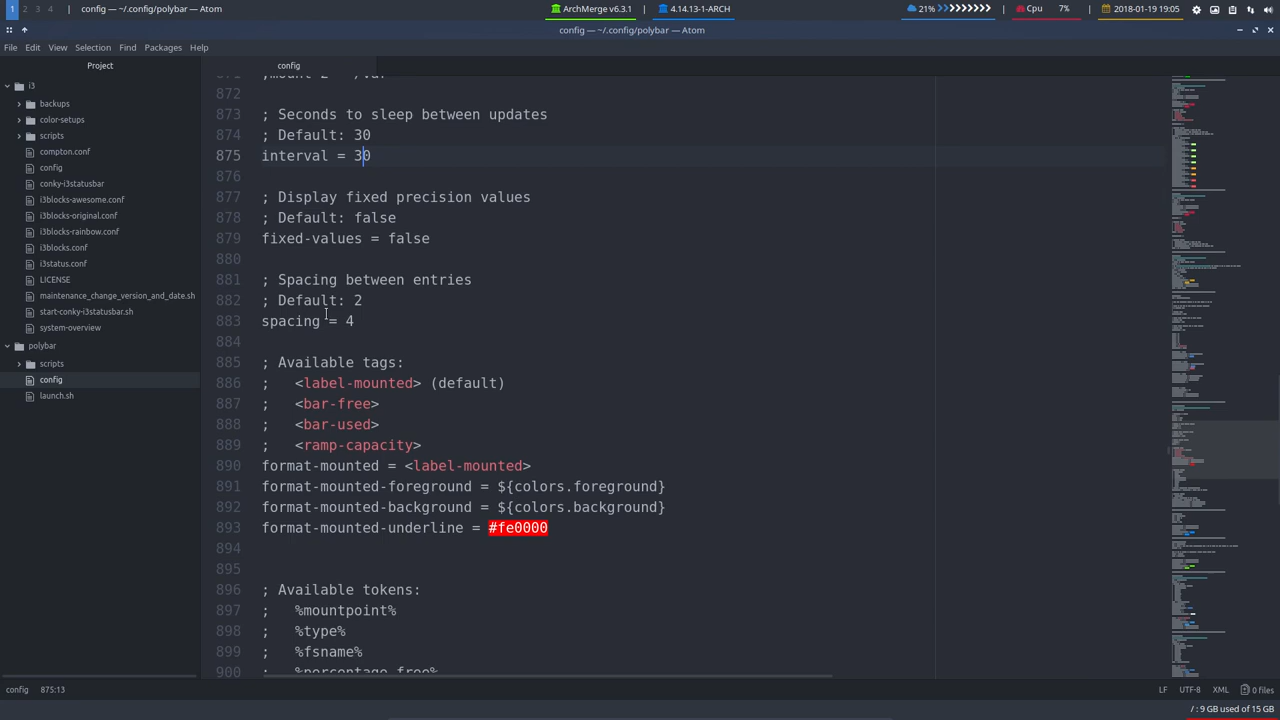 1 2 3 4 config — ~/.config/polybar — Atom ArchMerge v6.3.1 4.14.13-1-ARCH 21% Cpu 7% 2018-01-19 19:05
config — ~/.config/polybar — Atom
File Edit View Selection Find Packages Help
Project
i3
backups
color-setups
scripts
compton.conf
config
conky-i3statusbar
i3blocks-awesome.conf
i3blocks-original.conf
i3blocks-rainbow.conf
i3blocks.conf
i3status.conf
LICENSE
maintenance_change_version_and_date.sh
start-conky-i3statusbar.sh
system-overview
polybar
scripts
config
launch.sh
config
872
873 ; Seconds to sleep between updates
874 ; Default: 30
875 interval = 30
876
877 ; Display fixed precision values
878 ; Default: false
879 fixed-values = false
880
881 ; Spacing between entries
882 ; Default: 2
883 spacing = 4
884
885 ; Available tags:
886 ;   <label-mounted> (default)
887 ;   <bar-free>
888 ;   <bar-used>
889 ;   <ramp-capacity>
890 format-mounted = <label-mounted>
891 format-mounted-foreground = ${colors.foreground}
892 format-mounted-background = ${colors.background}
893 format-mounted-underline = #fe0000
894
895
896 ; Available tokens:
897 ;   %mountpoint%
898 ;   %type%
899 ;   %fsname%
900 ;   %percentage_free%
config 875:13 LF UTF-8 XML 0 files
/ : 9 GB used of 15 GB